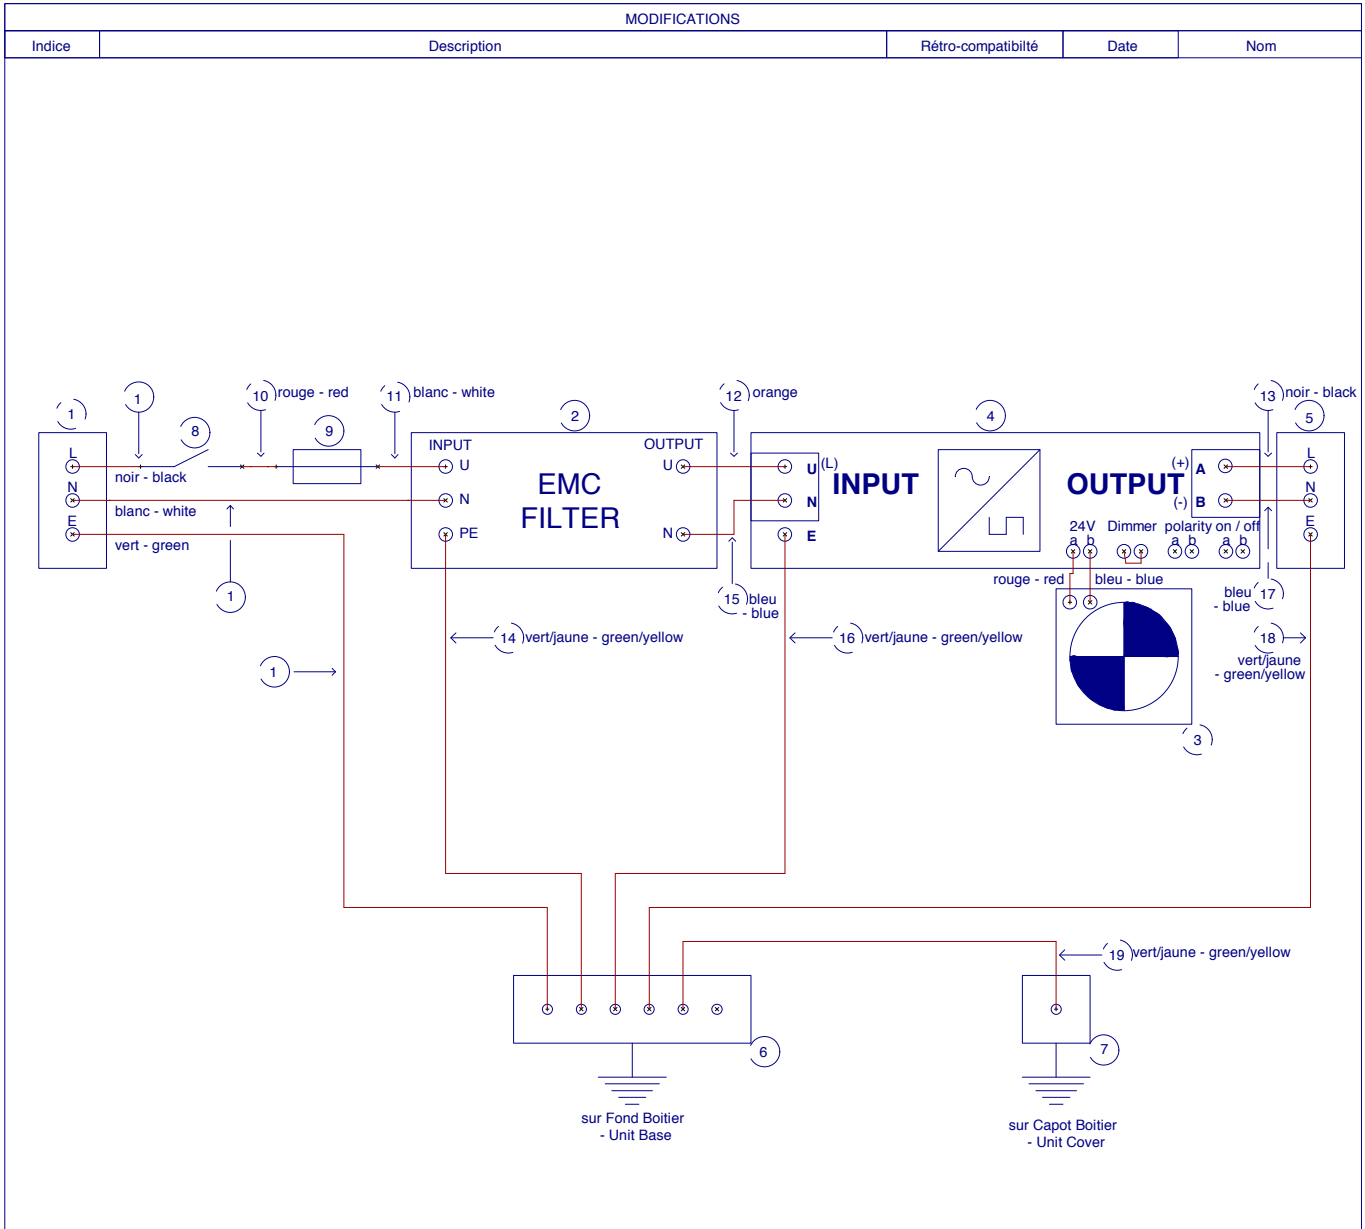 MODIFICATIONS
Indice Description Rétro-compatibilté Date Nom
1 1 8 10 rouge - red 9 11 blanc - white 2 12 orange 4 13 noir - black 5
L
noir - black
N
blanc - white
E
vert - green
1
1
INPUT OUTPUT
U U
N
PE N
EMC
FILTER
15 bleu
- blue
14 vert/jaune - green/yellow
U (L)
N
E
INPUT
OUTPUT
(+) A
(-) B
24V Dimmer polarity on / off
a b a b a b
rouge - red bleu - blue
16 vert/jaune - green/yellow
3
L
N
E
bleu 17
- blue
18
vert/jaune
- green/yellow
19 vert/jaune - green/yellow
6
7
sur Fond Boitier
- Unit Base
sur Capot Boitier
- Unit Cover